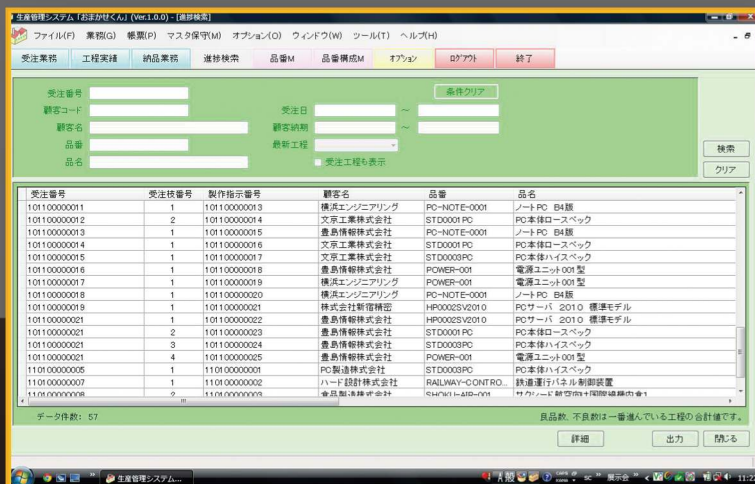 生産管理システム「おまかせくん」(Ver.1.0.0) - [進捗検索]
ファイル(F) 業務(G) 帳票(P) マスタ保守(M) オプション(O) ウィンドウ(W) ツール(T) ヘルプ(H)
受注業務 工程実績 納品業務 進捗検索 品番M 品番構成M オプション ログアウト 終了
受注番号 条件クリア
顧客コード 受注日 ~
顧客名 顧客納期 ~
品番 最新工程 検索
品名 受注工程も表示 クリア
受注番号 受注枝番号 製作指示番号 顧客名 品番 品名
101100000011 1 101100000013 横浜エンジニアリング PC-NOTE-0001 ノートPC B4版
101100000012 2 101100000014 文京工業株式会社 STD0001PC PC本体ロースペック
101100000013 1 101100000015 豊島情報株式会社 PC-NOTE-0001 ノートPC B4版
101100000014 1 101100000016 文京工業株式会社 STD0001PC PC本体ロースペック
101100000015 1 101100000017 文京工業株式会社 STD0003PC PC本体ハイスペック
101100000016 1 101100000018 豊島情報株式会社 POWER-001 電源ユニット001型
101100000017 1 101100000019 横浜エンジニアリング POWER-001 電源ユニット001型
101100000018 1 101100000020 横浜エンジニアリング PC-NOTE-0001 ノートPC B4版
101100000019 1 101100000021 株式会社新宿精密 HP0002SV2010 PCサーバ 2010 標準モデル
101100000021 1 101100000022 豊島情報株式会社 HP0002SV2010 PCサーバ 2010 標準モデル
101100000021 2 101100000023 豊島情報株式会社 STD0001PC PC本体ロースペック
101100000021 3 101100000024 豊島情報株式会社 STD0003PC PC本体ハイスペック
101100000021 4 101100000025 豊島情報株式会社 POWER-001 電源ユニット001型
110100000005 1 110100000001 PC製造株式会社 STD0003PC PC本体ハイスペック
110100000007 1 110100000002 ハード設計株式会社 RAILWAY-CONTRO... 鉄道運行パネル制御装置
110100000008 2 110100000003 食品製造株式会社 SHOKU-AIR-001
データ件数: 57 良品数、不良数は一番進んでいる工程の合計値です。
詳細 出力 閉じる
生産管理システム... A 般 sc 展示会